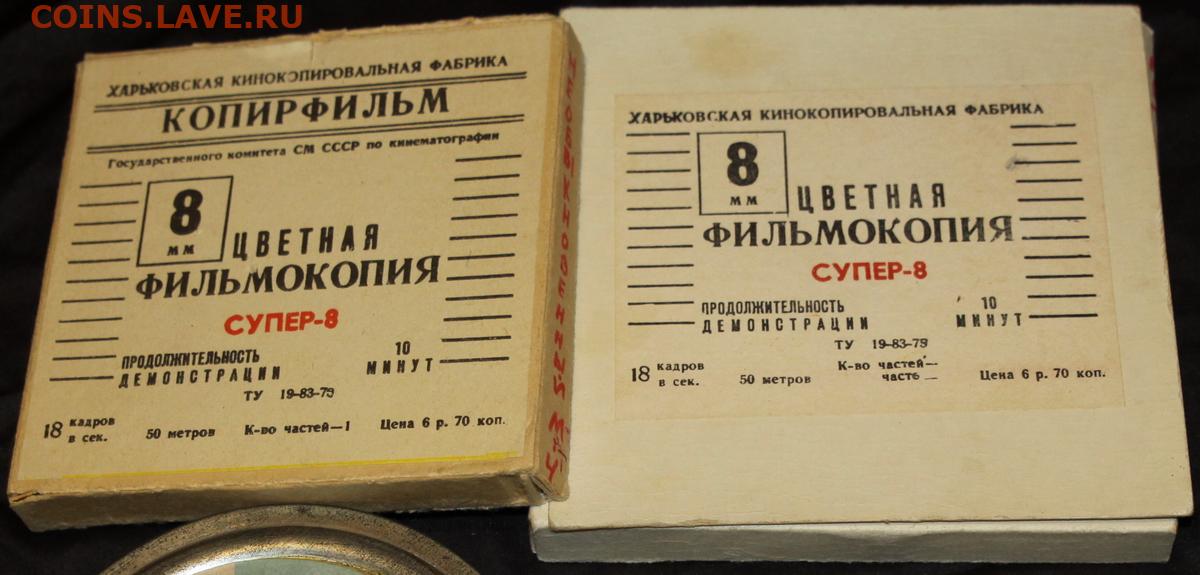 COINS.LAVE.RU
ХАРЬКОВСКАЯ КИНОКОПИРОВАЛЬНАЯ ФАБРИКА
КОПИРФИЛЬМ
Государственного комитета СМ СССР по кинематографии
8
мм
ЦВЕТНАЯ
ФИЛЬМОКОПИЯ
СУПЕР-8
ПРОДОЛЖИТЕЛЬНОСТЬ 10
ДЕМОНСТРАЦИИ МИНУТ
ТУ 19-83-79
18 кадров
в сек.
50 метров К-во частей—1 Цена 6 р. 70 коп.
ХАРЬКОВСКАЯ КИНОКОПИРОВАЛЬНАЯ ФАБРИКА
8
мм
ЦВЕТНАЯ
ФИЛЬМОКОПИЯ
СУПЕР-8
ПРОДОЛЖИТЕЛЬНОСТЬ 10
ДЕМОНСТРАЦИИ МИНУТ
ТУ 19-83-79
18 кадров
в сек.
50 метров
К-во частей—
часть —
Цена 6 р. 70 коп.